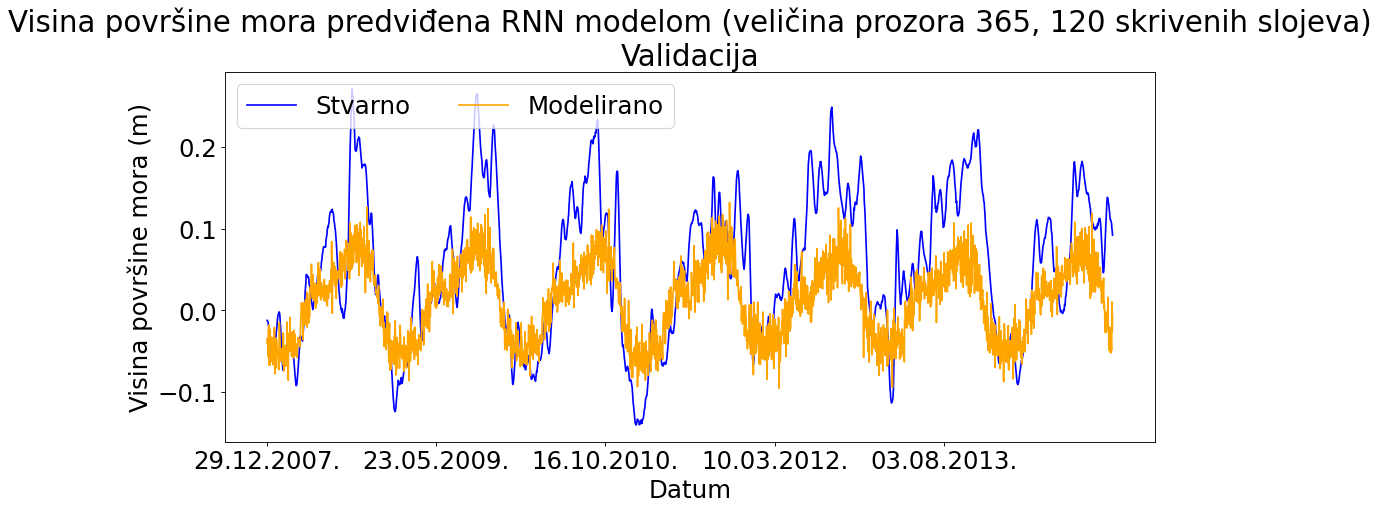 Visina površine mora predviđena RNN modelom (veličina prozora 365, 120 skrivenih slojeva)
Validacija
Stvarno
Modelirano
Visina površine mora (m)
0.2
0.1
0.0
−0.1
29.12.2007.
23.05.2009.
16.10.2010.
10.03.2012.
03.08.2013.
Datum